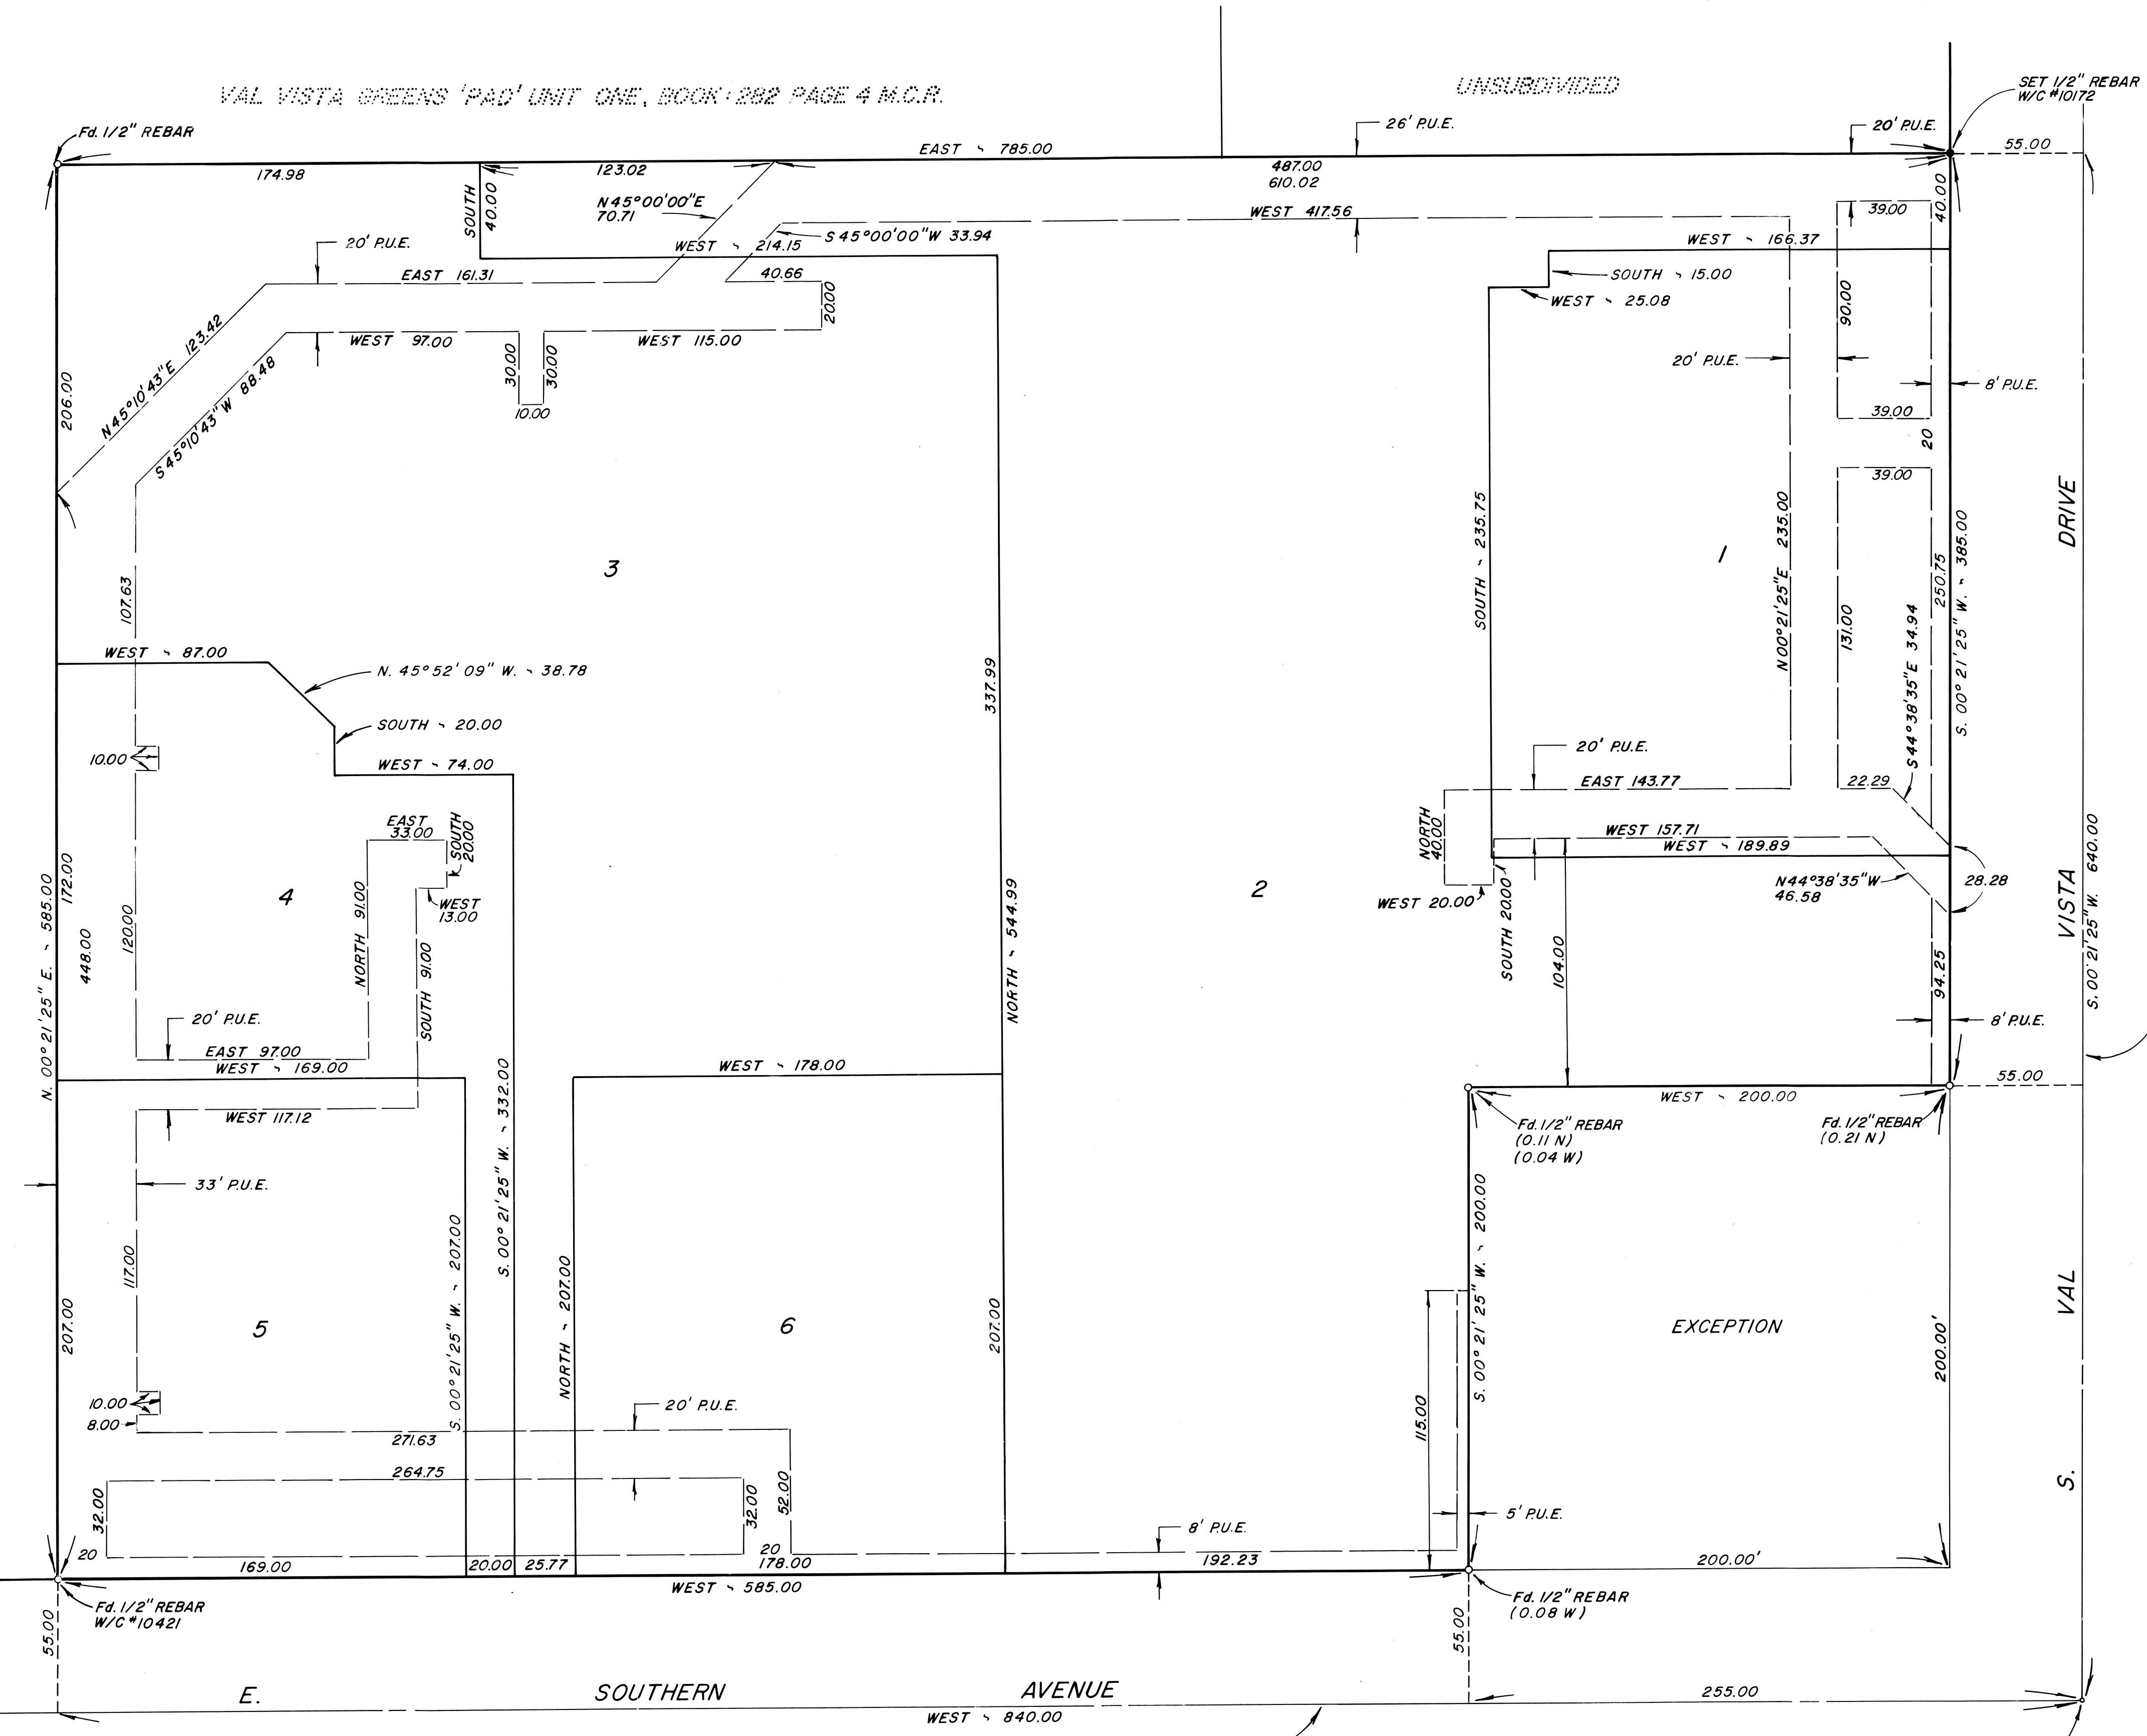 VAL VISTA GREENS 'PAD' UNIT ONE, BOOK: 282 PAGE 4 M.C.R.
UNSUBDIVIDED
SET 1/2" REBAR
W/C #10172
Fd. 1/2" REBAR
26' P.U.E.
20' P.U.E.
EAST ~ 785.00
55.00
174.98
123.02
487.00
610.02
SOUTH
40.00
N 45°00'00"E
70.71
WEST 417.56
39.00
40.00
S 45°00'00"W 33.94
20' P.U.E.
WEST ~ 214.15
WEST ~ 166.37
EAST 161.31
40.66
SOUTH ~ 15.00
WEST ~ 25.08
20.00
90.00
N45°10'43"E 123.42
WEST 97.00
WEST 115.00
30.00
30.00
10.00
20' P.U.E.
8' P.U.E.
206.00
S 45°10'43"W 88.48
39.00
20
39.00
SOUTH ~ 235.75
DRIVE
3
1
N00°21'25"E 235.00
250.75
S. 00° 21' 25" W. ~ 385.00
107.63
131.00
S44°38'35"E 34.94
WEST ~ 87.00
N. 45° 52' 09" W. ~ 38.78
337.99
SOUTH ~ 20.00
10.00
WEST ~ 74.00
20' P.U.E.
EAST 143.77
22.29
EAST
33.00
SOUTH
20.00
NORTH
40.00
WEST 157.71
WEST ~ 189.89
S. 00° 21' 25" W. 640.00
N. 00° 21' 25" E. ~ 585.00
172.00
448.00
4
120.00
NORTH 91.00
WEST
13.00
SOUTH 91.00
2
NORTH ~ 544.99
WEST 20.00
SOUTH 20.00
N44°38'35"W
46.58
28.28
VISTA
104.00
94.25
20' P.U.E.
8' P.U.E.
EAST 97.00
WEST ~ 169.00
WEST ~ 178.00
55.00
WEST 117.12
WEST ~ 200.00
Fd. 1/2" REBAR
(0.11 N)
(0.04 W)
Fd. 1/2" REBAR
(0.21 N)
33' P.U.E.
S. 00° 21' 25" W. ~ 332.00
S. 00° 21' 25" W. ~ 207.00
117.00
207.00
5
NORTH ~ 207.00
6
207.00
S. 00° 21' 25" W. ~ 200.00
EXCEPTION
200.00'
VAL
10.00
8.00
20' P.U.E.
115.00
271.63
264.75
32.00
32.00
52.00
S.
5' P.U.E.
8' P.U.E.
20
169.00
20.00
25.77
20
178.00
192.23
200.00'
WEST ~ 585.00
Fd. 1/2" REBAR
W/C #10421
Fd. 1/2" REBAR
(0.08 W)
55.00
55.00
E. SOUTHERN AVENUE
255.00
WEST ~ 840.00